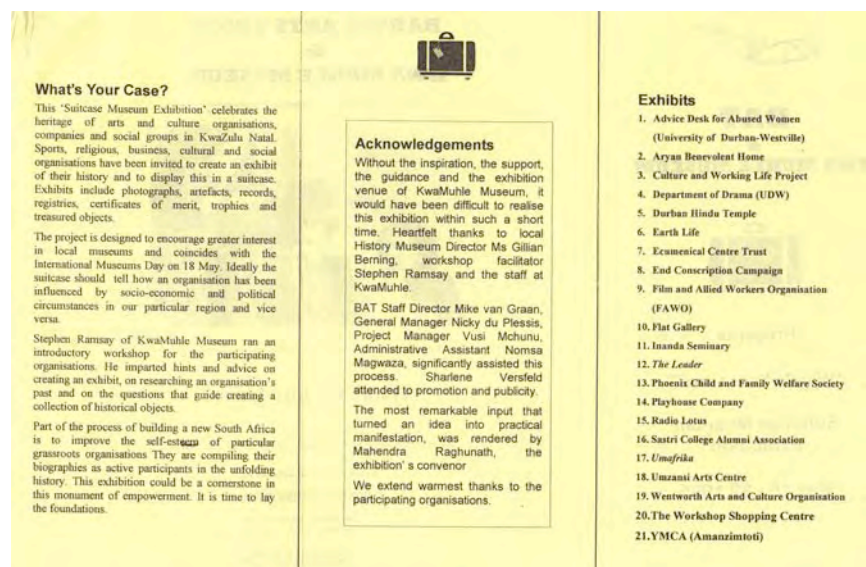 What's Your Case?
This 'Suitcase Museum Exhibition' celebrates the
heritage of arts and culture organisations,
companies and social groups in KwaZulu Natal.
Sports, religious, business, cultural and social
organisations have been invited to create an exhibit
of their history and to display this in a suitcase.
Exhibits include photographs, artefacts, records,
registries, certificates of merit, trophies and
treasured objects.
The project is designed to encourage greater interest
in local museums and coincides with the
International Museums Day on 18 May. Ideally the
suitcase should tell how an organisation has been
influenced by socio-economic and political
circumstances in our particular region and vice
versa.
Stephen Ramsay of KwaMuhle Museum ran an
introductory workshop for the participating
organisations. He imparted hints and advice on
creating an exhibit, on researching an organisation's
past and on the questions that guide creating a
collection of historical objects.
Part of the process of building a new South Africa
is to improve the self-esteem of particular
grassroots organisations They are compiling their
biographies as active participants in the unfolding
history. This exhibition could be a cornerstone in
this monument of empowerment. It is time to lay
the foundations.
Acknowledgements
Without the inspiration, the support,
the guidance and the exhibition
venue of KwaMuhle Museum, it
would have been difficult to realise
this exhibition within such a short
time. Heartfelt thanks to local
History Museum Director Ms Gillian
Berning, workshop facilitator
Stephen Ramsay and the staff at
KwaMuhle.
BAT Staff Director Mike van Graan,
General Manager Nicky du Plessis,
Project Manager Vusi Mchunu,
Administrative Assistant Nomsa
Magwaza, significantly assisted this
process. Sharlene Versfeld
attended to promotion and publicity.
The most remarkable input that
turned an idea into practical
manifestation, was rendered by
Mahendra Raghunath, the
exhibition' s convenor
We extend warmest thanks to the
participating organisations.
Exhibits
1. Advice Desk for Abused Women
(University of Durban-Westville)
2. Aryan Benevolent Home
3. Culture and Working Life Project
4. Department of Drama (UDW)
5. Durban Hindu Temple
6. Earth Life
7. Ecumenical Centre Trust
8. End Conscription Campaign
9. Film and Allied Workers Organisation
(FAWO)
10. Flat Gallery
11. Inanda Seminary
12. The Leader
13. Phoenix Child and Family Welfare Society
14. Playhouse Company
15. Radio Lotus
16. Sastri College Alumni Association
17. Umafrika
18. Umzansi Arts Centre
19. Wentworth Arts and Culture Organisation
20.The Workshop Shopping Centre
21.YMCA (Amanzimtoti)